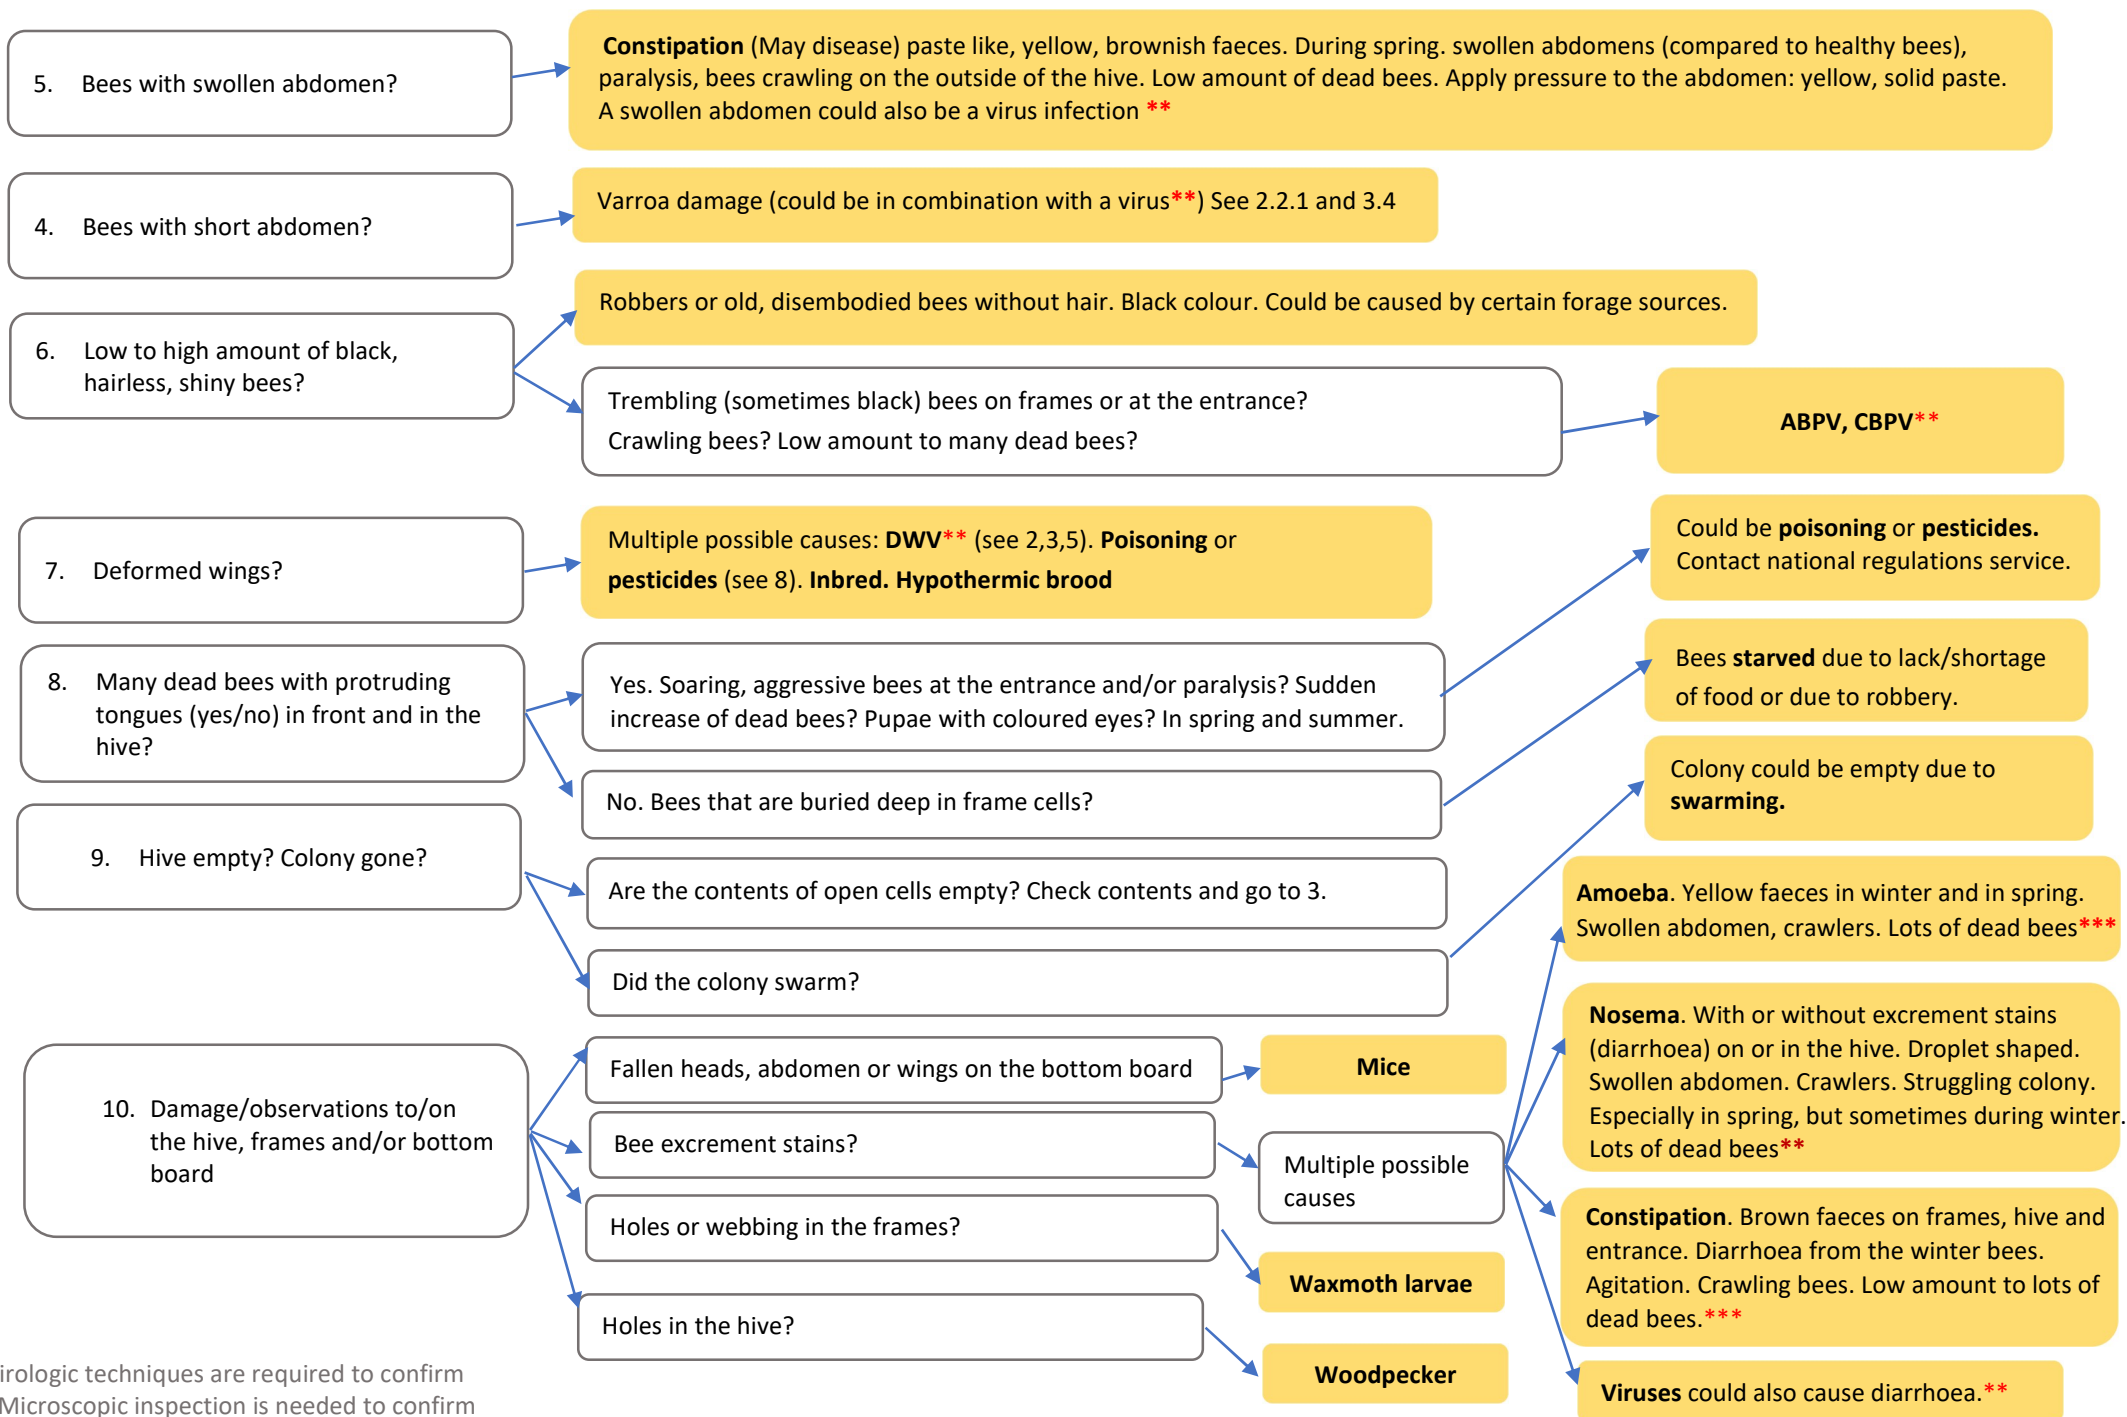 5. Bees with swollen abdomen?
Constipation (May disease) paste like, yellow, brownish faeces. During spring. swollen abdomens (compared to healthy bees),
paralysis, bees crawling on the outside of the hive. Low amount of dead bees. Apply pressure to the abdomen: yellow, solid paste.
A swollen abdomen could also be a virus infection **
4. Bees with short abdomen?
Varroa damage (could be in combination with a virus**) See 2.2.1 and 3.4
6. Low to high amount of black,
hairless, shiny bees?
Robbers or old, disembodied bees without hair. Black colour. Could be caused by certain forage sources.
Trembling (sometimes black) bees on frames or at the entrance?
Crawling bees? Low amount to many dead bees?
ABPV, CBPV**
7. Deformed wings?
Multiple possible causes: DWV** (see 2,3,5). Poisoning or
pesticides (see 8). Inbred. Hypothermic brood
8. Many dead bees with protruding
tongues (yes/no) in front and in the
hive?
Yes. Soaring, aggressive bees at the entrance and/or paralysis? Sudden
increase of dead bees? Pupae with coloured eyes? In spring and summer.
Could be poisoning or pesticides.
Contact national regulations service.
No. Bees that are buried deep in frame cells?
Bees starved due to lack/shortage
of food or due to robbery.
9. Hive empty? Colony gone?
Are the contents of open cells empty? Check contents and go to 3.
Did the colony swarm?
Colony could be empty due to
swarming.
10. Damage/observations to/on
the hive, frames and/or bottom
board
Fallen heads, abdomen or wings on the bottom board
Mice
Bee excrement stains?
Multiple possible
causes
Amoeba. Yellow faeces in winter and in spring.
Swollen abdomen, crawlers. Lots of dead bees***
Nosema. With or without excrement stains
(diarrhoea) on or in the hive. Droplet shaped.
Swollen abdomen. Crawlers. Struggling colony.
Especially in spring, but sometimes during winter.
Lots of dead bees**
Constipation. Brown faeces on frames, hive and
entrance. Diarrhoea from the winter bees.
Agitation. Crawling bees. Low amount to lots of
dead bees.***
Viruses could also cause diarrhoea.**
Holes or webbing in the frames?
Waxmoth larvae
Holes in the hive?
Woodpecker
irologic techniques are required to confirm
Microscopic inspection is needed to confirm